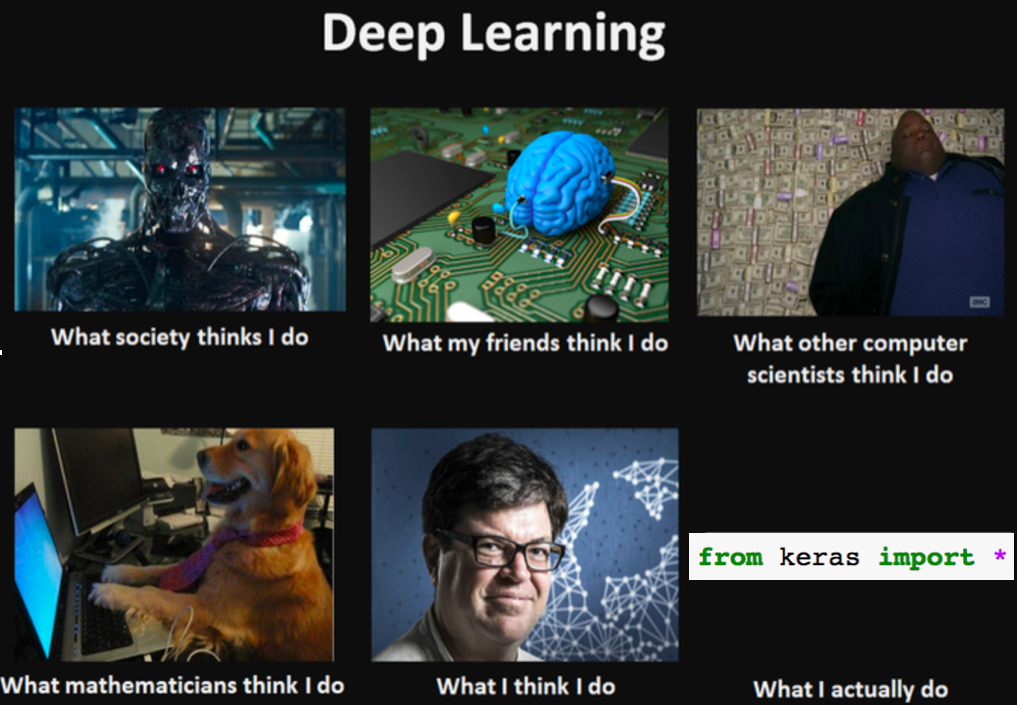 Deep Learning
What society thinks I do
What my friends think I do
What other computer
scientists think I do
AMC
What mathematicians think I do
What I think I do
from keras import *
What I actually do